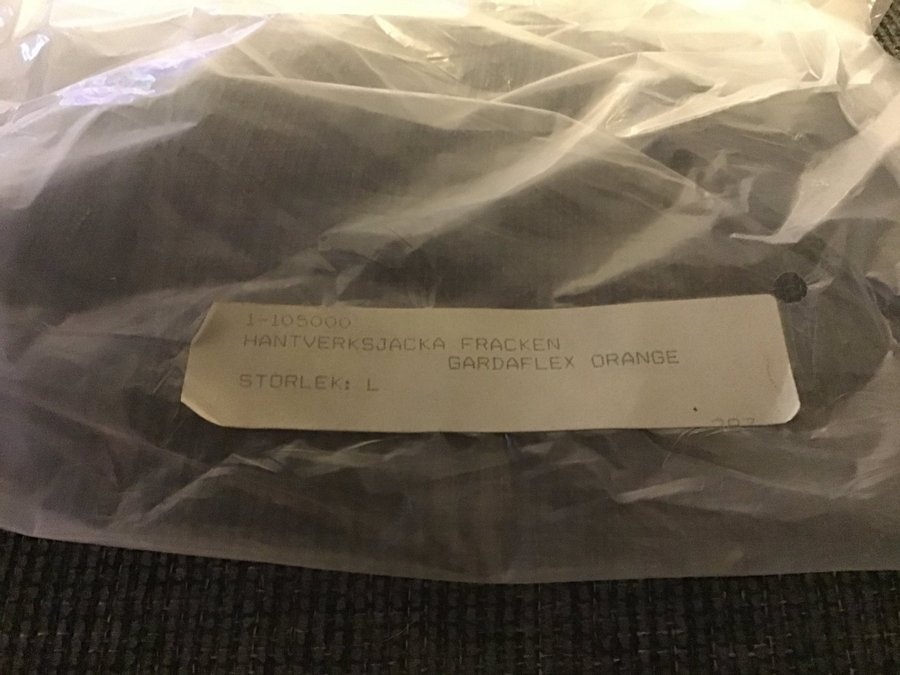 1-105000
HANTVERKSJACKA FRACKEN
GARDAFLEX ORANGE
STORLEK: L